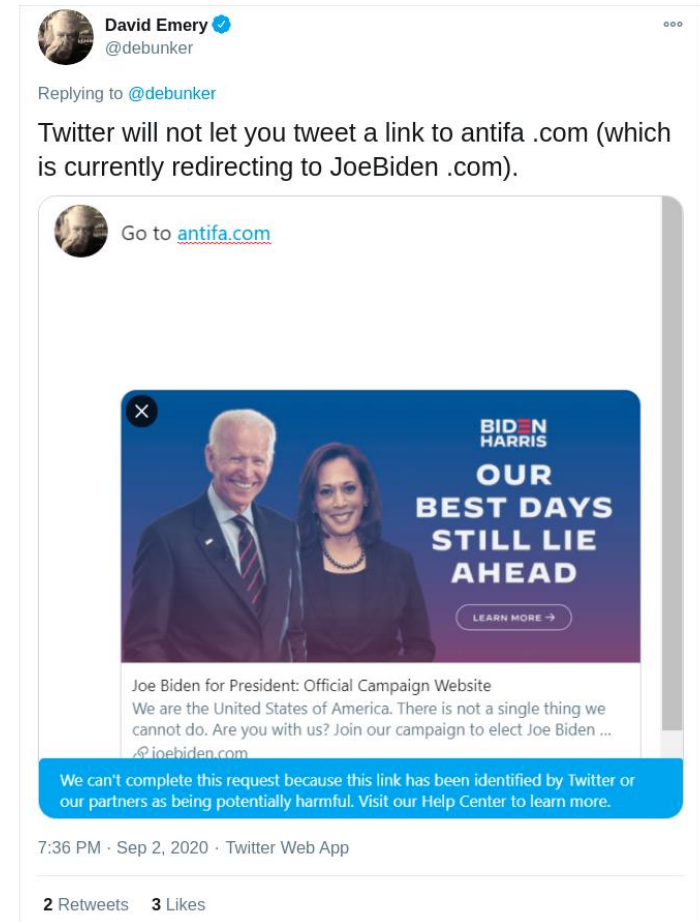 David Emery
@debunker
Replying to @debunker
Twitter will not let you tweet a link to antifa .com (which
is currently redirecting to JoeBiden .com).
Go to antifa.com
BIDEN
HARRIS
OUR
BEST DAYS
STILL LIE
AHEAD
LEARN MORE →
Joe Biden for President: Official Campaign Website
We are the United States of America. There is not a single thing we
cannot do. Are you with us? Join our campaign to elect Joe Biden ...
joebiden.com
We can't complete this request because this link has been identified by Twitter or
our partners as being potentially harmful. Visit our Help Center to learn more.
7:36 PM · Sep 2, 2020 · Twitter Web App
2 Retweets 3 Likes